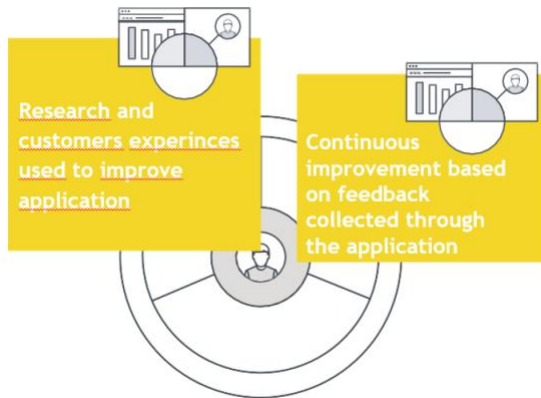 Research and
customers experinces
used to improve
application
Continuous
improvement based
on feedback
collected through
the application